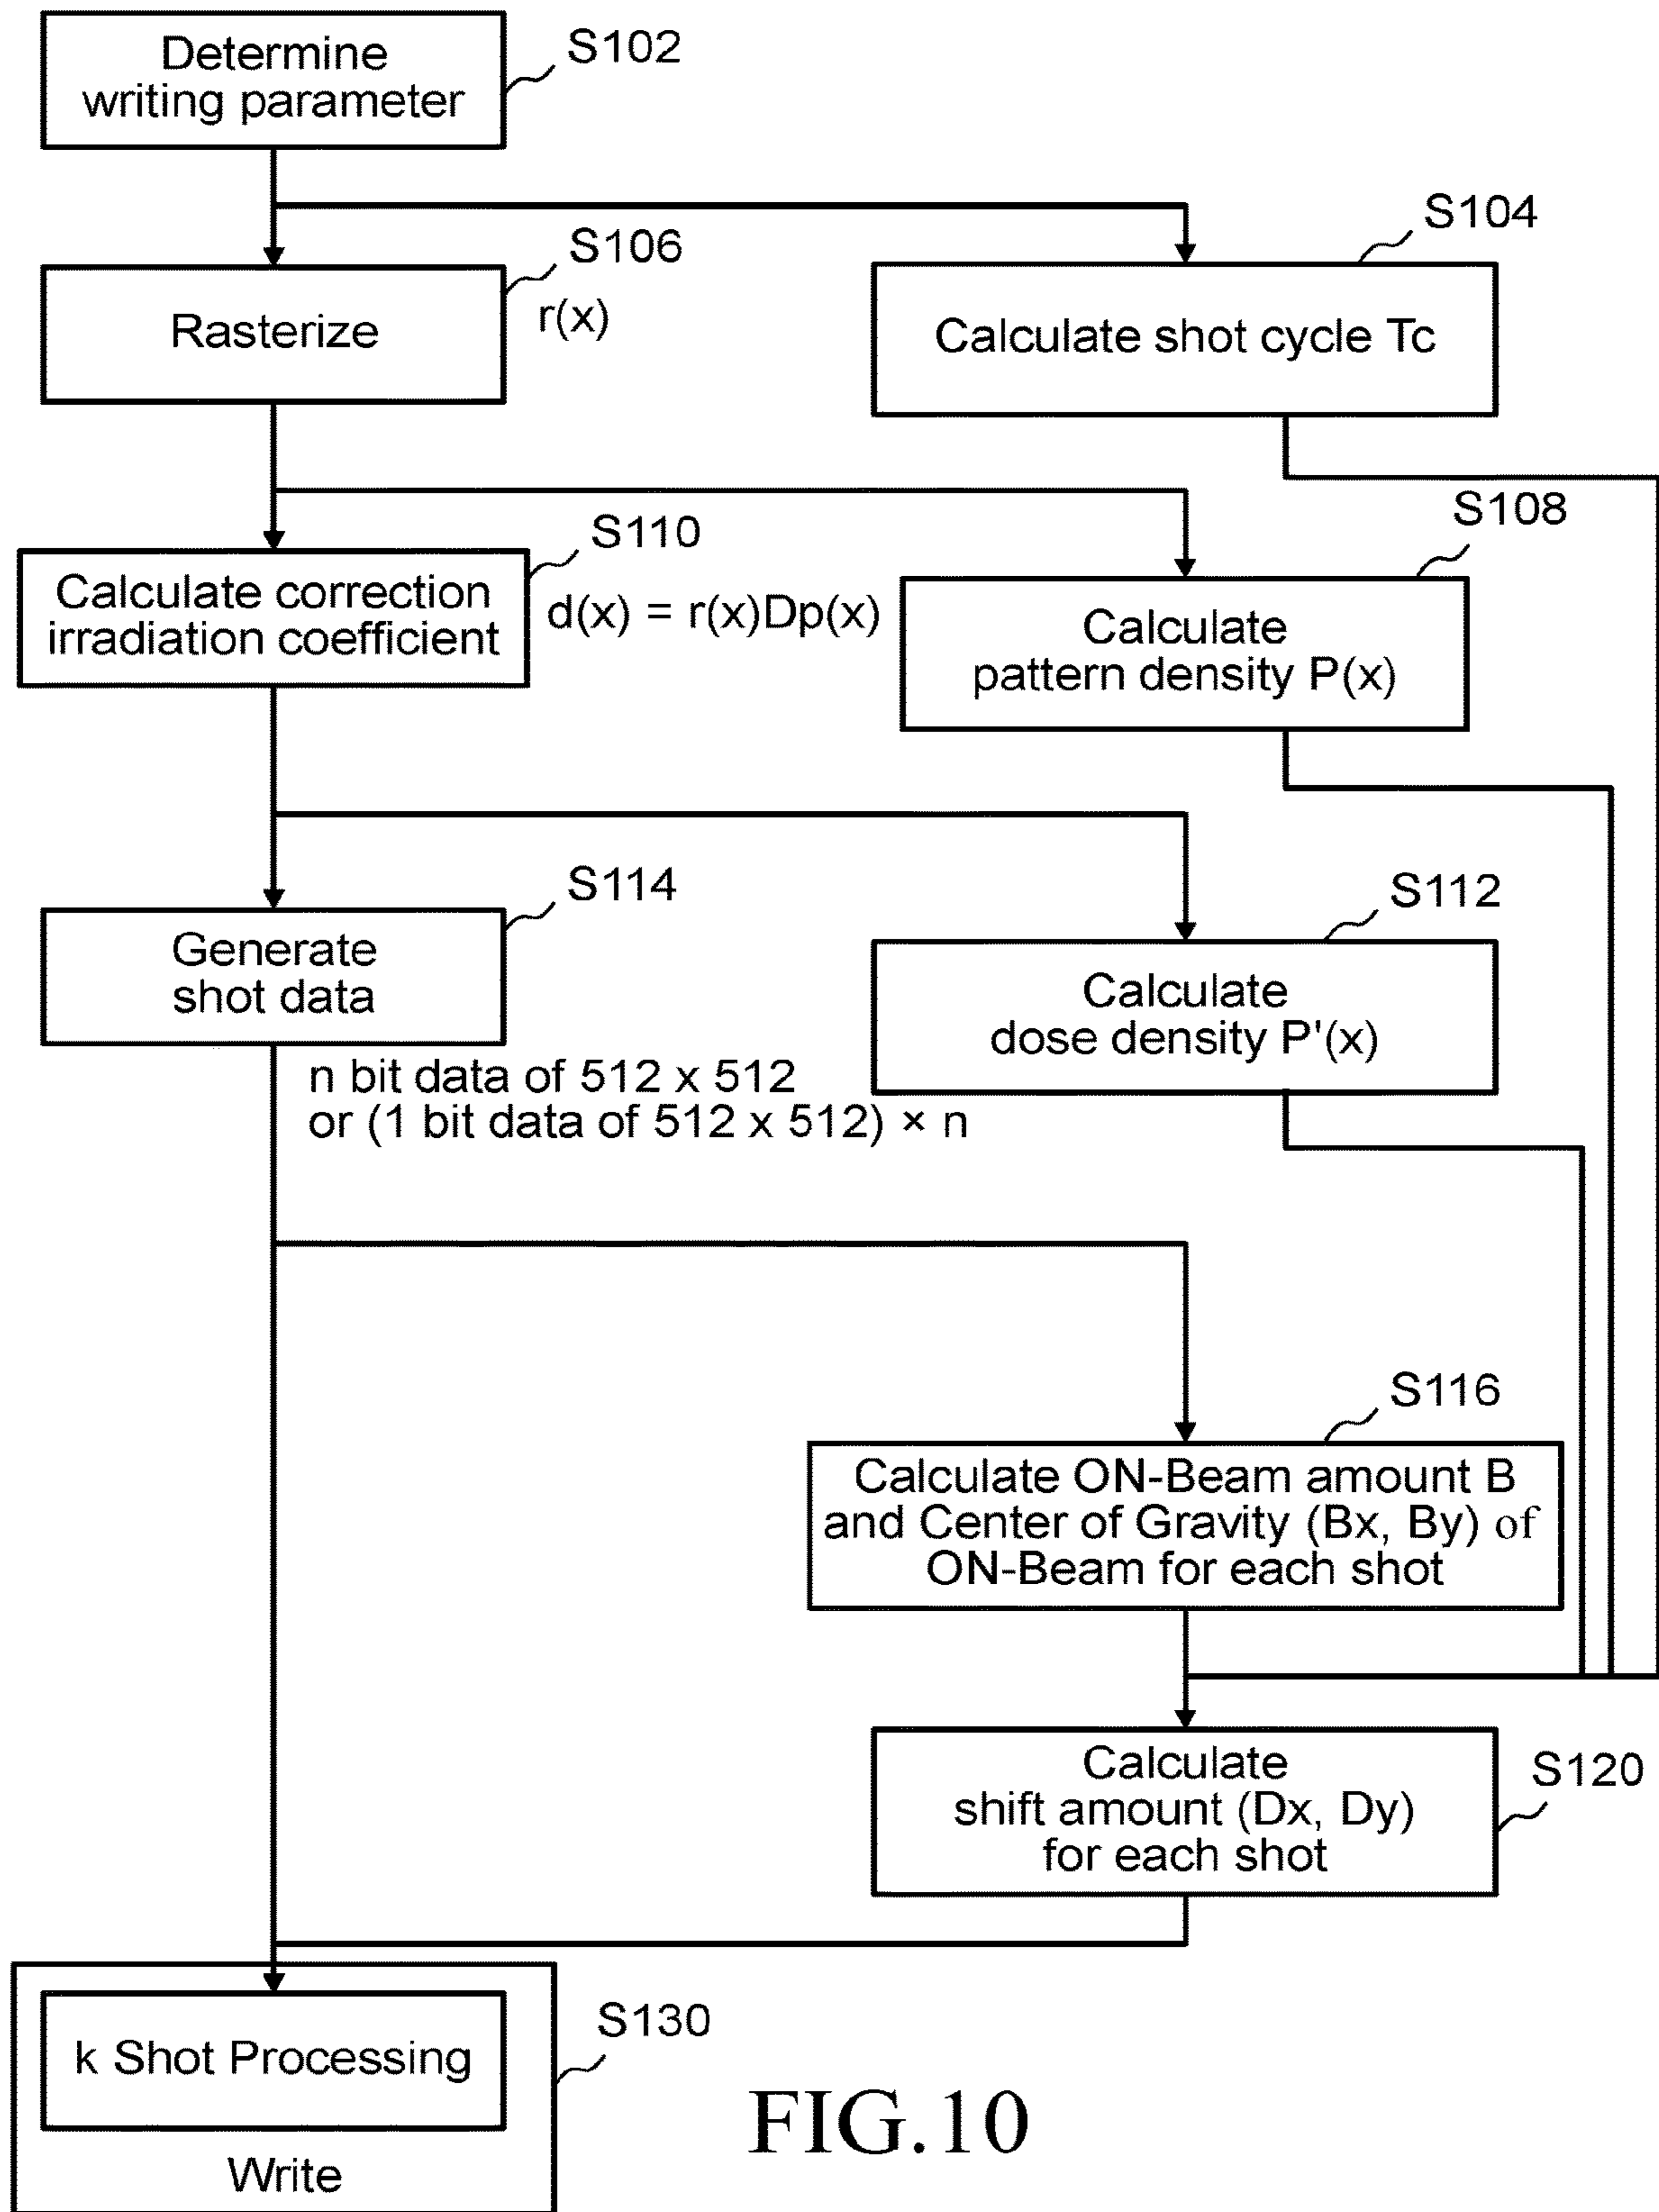 Determine
writing parameter
S102
S104
S106
Rasterize
r(x)
Calculate shot cycle Tc
S108
S110
Calculate correction
irradiation coefficient
d(x) = r(x)Dp(x)
Calculate
pattern density P(x)
S114
S112
Generate
shot data
Calculate
dose density P'(x)
n bit data of 512 x 512
or (1 bit data of 512 x 512) × n
S116
Calculate ON-Beam amount B
and Center of Gravity (Bx, By) of
ON-Beam for each shot
Calculate
shift amount (Dx, Dy)
for each shot
S120
k Shot Processing
S130
Write
FIG.10